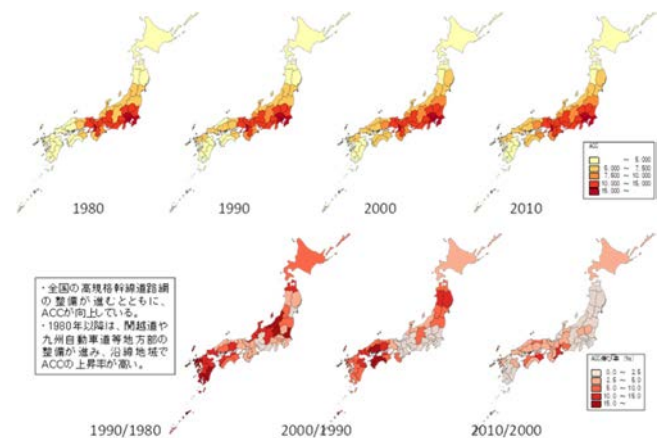 1980
1990
2000
2010
ACC
～ 5,000
5,000 ～ 7,500
7,500 ～ 10,000
10,000 ～ 15,000
15,000 ～
・全国の高規格幹線道路網
の整備が進むとともに、
ACCが向上している。
・1980年以降は、関越道や
九州自動車道等地方部の
整備が進み、沿線地域で
ACCの上昇率が高い。
ACC伸び率 (%)
0.0 ～ 2.5
2.5 ～ 5.0
5.0 ～ 10.0
10.0 ～ 15.0
15.0 ～
1990/1980
2000/1990
2010/2000